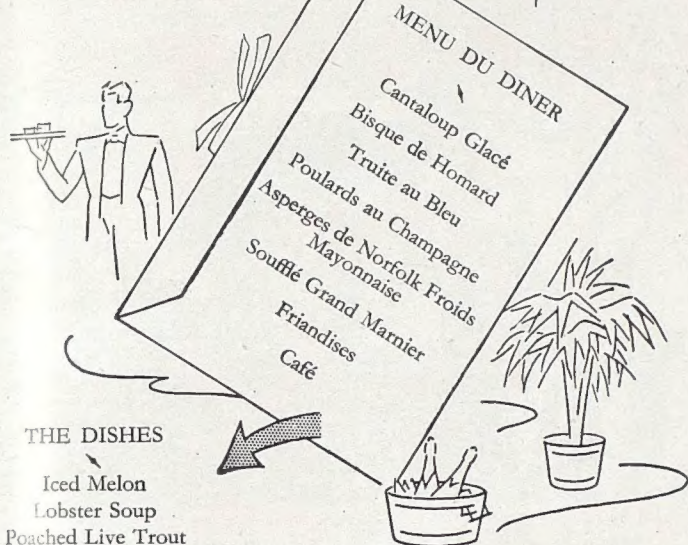 MENU DU DINER
Cantaloup Glacé
Bisque de Homard
Truite au Bleu
Poulards au Champagne
Asperges de Norfolk Froids
Mayonnaise
Soufflé Grand Marnier
Friandises
Café
THE DISHES
Iced Melon
Lobster Soup
Poached Live Trout